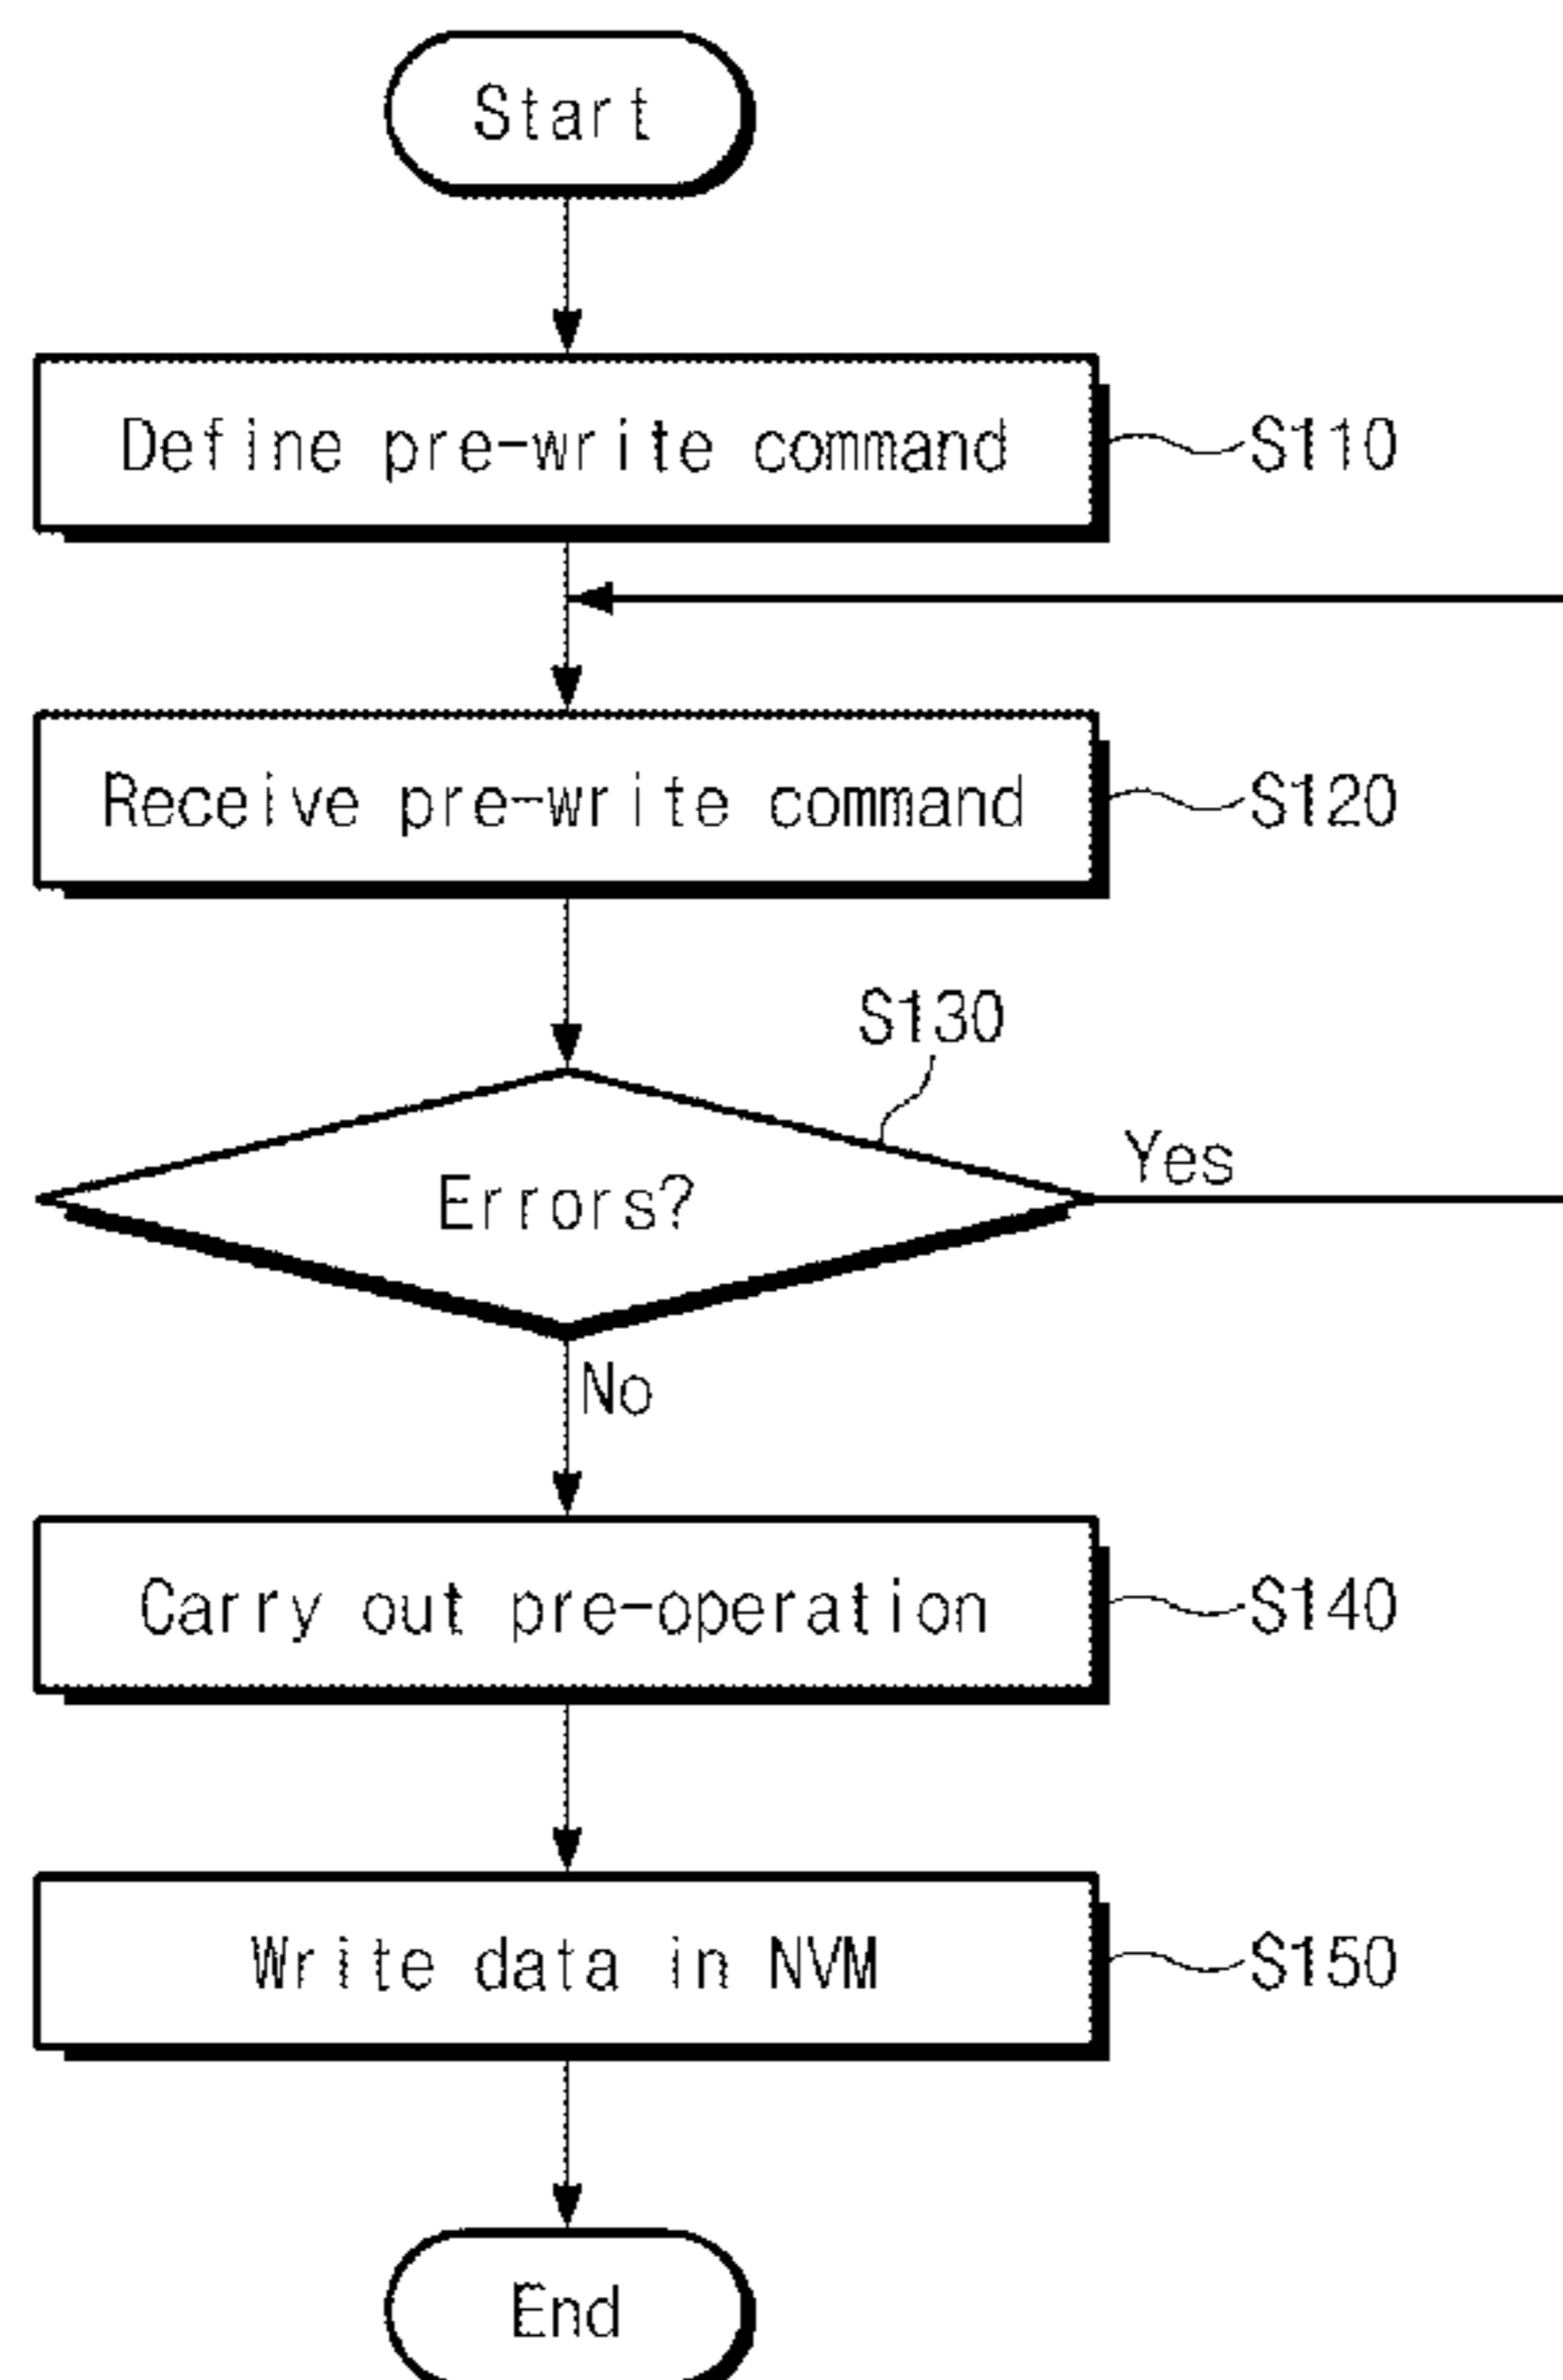 Start
Define pre-write command
S110
Receive pre-write command
S120
S130
Errors?
Yes
No
Carry out pre-operation
S140
Write data in NVM
S150
End